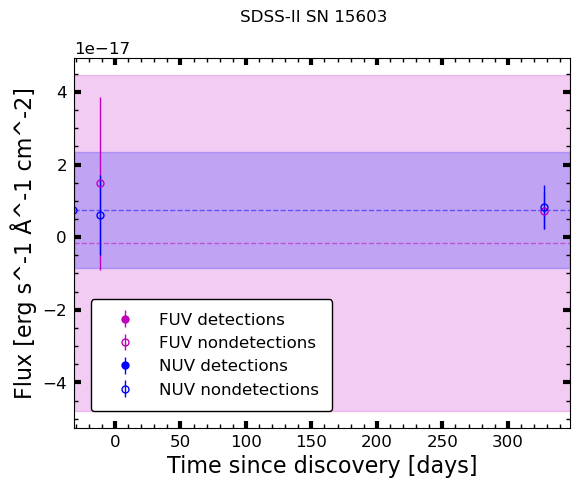 SDSS-II SN 15603
1e−17
Flux [erg s^-1 Å^-1 cm^-2]
4
2
0
−2
−4
FUV detections
FUV nondetections
NUV detections
NUV nondetections
0 50 100 150 200 250 300
Time since discovery [days]